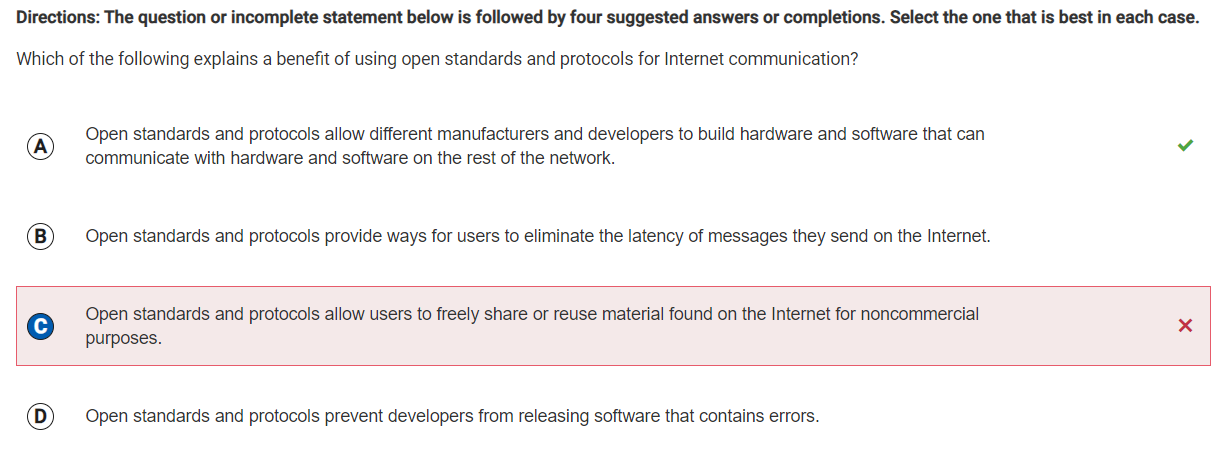 Directions: The question or incomplete statement below is followed by four suggested answers or completions. Select the one that is best in each case.
Which of the following explains a benefit of using open standards and protocols for Internet communication?
A Open standards and protocols allow different manufacturers and developers to build hardware and software that can
communicate with hardware and software on the rest of the network.
B Open standards and protocols provide ways for users to eliminate the latency of messages they send on the Internet.
C Open standards and protocols allow users to freely share or reuse material found on the Internet for noncommercial
purposes.
D Open standards and protocols prevent developers from releasing software that contains errors.